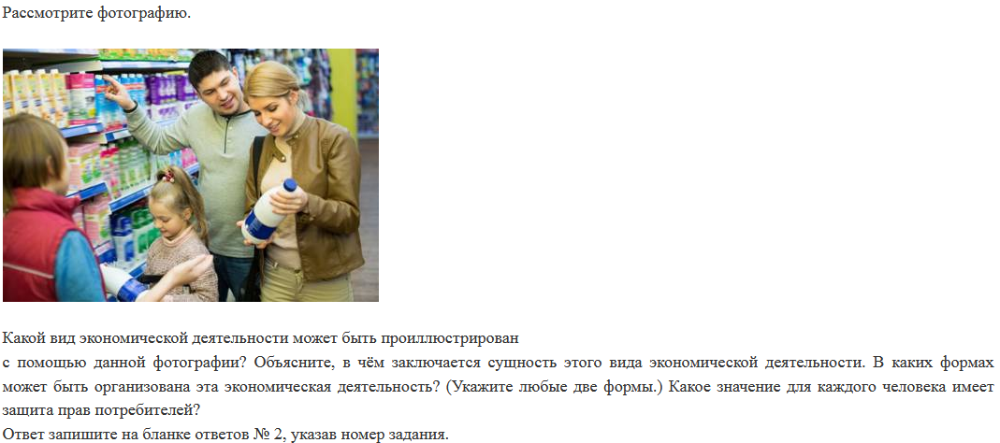 Рассмотрите фотографию.
Какой вид экономической деятельности может быть проиллюстрирован
с помощью данной фотографии? Объясните, в чём заключается сущность этого вида экономической деятельности. В каких формах
может быть организована эта экономическая деятельность? (Укажите любые две формы.) Какое значение для каждого человека имеет
защита прав потребителей?
Ответ запишите на бланке ответов № 2, указав номер задания.